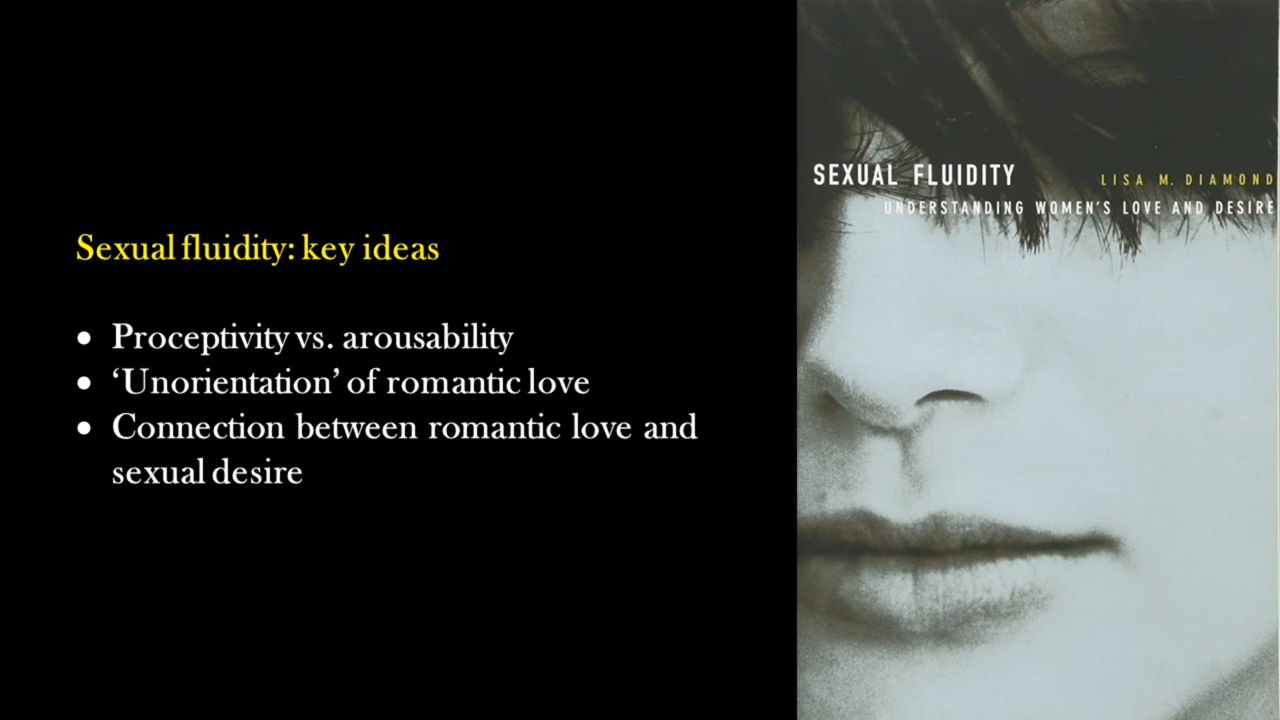 Sexual fluidity: key ideas
• Proceptivity vs. arousability
• ‘Unorientation’ of romantic love
• Connection between romantic love and
sexual desire
SEXUAL FLUIDITY
LISA M. DIAMOND
UNDERSTANDING WOMEN'S LOVE AND DESIRE